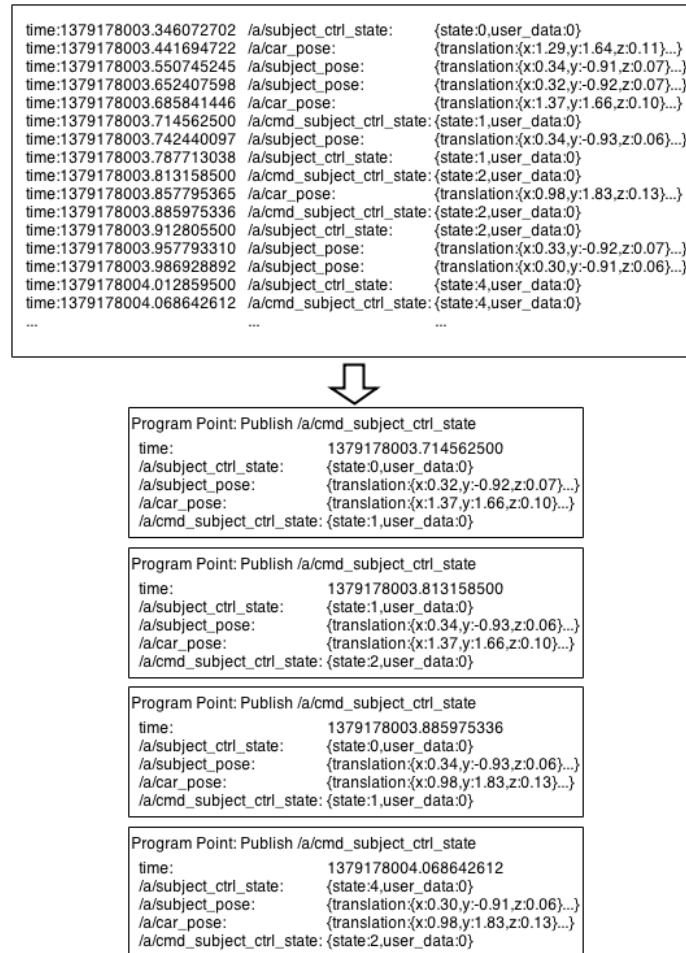 time:1379178003.346072702 /a/subject_ctrl_state: {state:0,user_data:0}
time:1379178003.441694722 /a/car_pose: {translation:{x:1.29,y:1.64,z:0.11}...}
time:1379178003.550745245 /a/subject_pose: {translation:{x:0.34,y:-0.91,z:0.07}...}
time:1379178003.652407598 /a/subject_pose: {translation:{x:0.32,y:-0.92,z:0.07}...}
time:1379178003.685841446 /a/car_pose: {translation:{x:1.37,y:1.66,z:0.10}...}
time:1379178003.714562500 /a/cmd_subject_ctrl_state: {state:1,user_data:0}
time:1379178003.742440097 /a/subject_pose: {translation:{x:0.34,y:-0.93,z:0.06}...}
time:1379178003.787713038 /a/subject_ctrl_state: {state:1,user_data:0}
time:1379178003.813158500 /a/cmd_subject_ctrl_state: {state:2,user_data:0}
time:1379178003.857795365 /a/car_pose: {translation:{x:0.98,y:1.83,z:0.13}...}
time:1379178003.885975336 /a/cmd_subject_ctrl_state: {state:2,user_data:0}
time:1379178003.912805500 /a/subject_ctrl_state: {state:2,user_data:0}
time:1379178003.957793310 /a/subject_pose: {translation:{x:0.33,y:-0.92,z:0.07}...}
time:1379178003.986928892 /a/subject_pose: {translation:{x:0.30,y:-0.91,z:0.06}...}
time:1379178004.012859500 /a/subject_ctrl_state: {state:4,user_data:0}
time:1379178004.068642612 /a/cmd_subject_ctrl_state: {state:4,user_data:0}
... ... ...
Program Point: Publish /a/cmd_subject_ctrl_state
time: 1379178003.714562500
/a/subject_ctrl_state: {state:0,user_data:0}
/a/subject_pose: {translation:{x:0.32,y:-0.92,z:0.07}...}
/a/car_pose: {translation:{x:1.37,y:1.66,z:0.10}...}
/a/cmd_subject_ctrl_state: {state:1,user_data:0}
Program Point: Publish /a/cmd_subject_ctrl_state
time: 1379178003.813158500
/a/subject_ctrl_state: {state:1,user_data:0}
/a/subject_pose: {translation:{x:0.34,y:-0.93,z:0.06}...}
/a/car_pose: {translation:{x:1.37,y:1.66,z:0.10}...}
/a/cmd_subject_ctrl_state: {state:2,user_data:0}
Program Point: Publish /a/cmd_subject_ctrl_state
time: 1379178003.885975336
/a/subject_ctrl_state: {state:0,user_data:0}
/a/subject_pose: {translation:{x:0.34,y:-0.93,z:0.06}...}
/a/car_pose: {translation:{x:0.98,y:1.83,z:0.13}...}
/a/cmd_subject_ctrl_state: {state:1,user_data:0}
Program Point: Publish /a/cmd_subject_ctrl_state
time: 1379178004.068642612
/a/subject_ctrl_state: {state:4,user_data:0}
/a/subject_pose: {translation:{x:0.30,y:-0.91,z:0.06}...}
/a/car_pose: {translation:{x:0.98,y:1.83,z:0.13}...}
/a/cmd_subject_ctrl_state: {state:2,user_data:0}